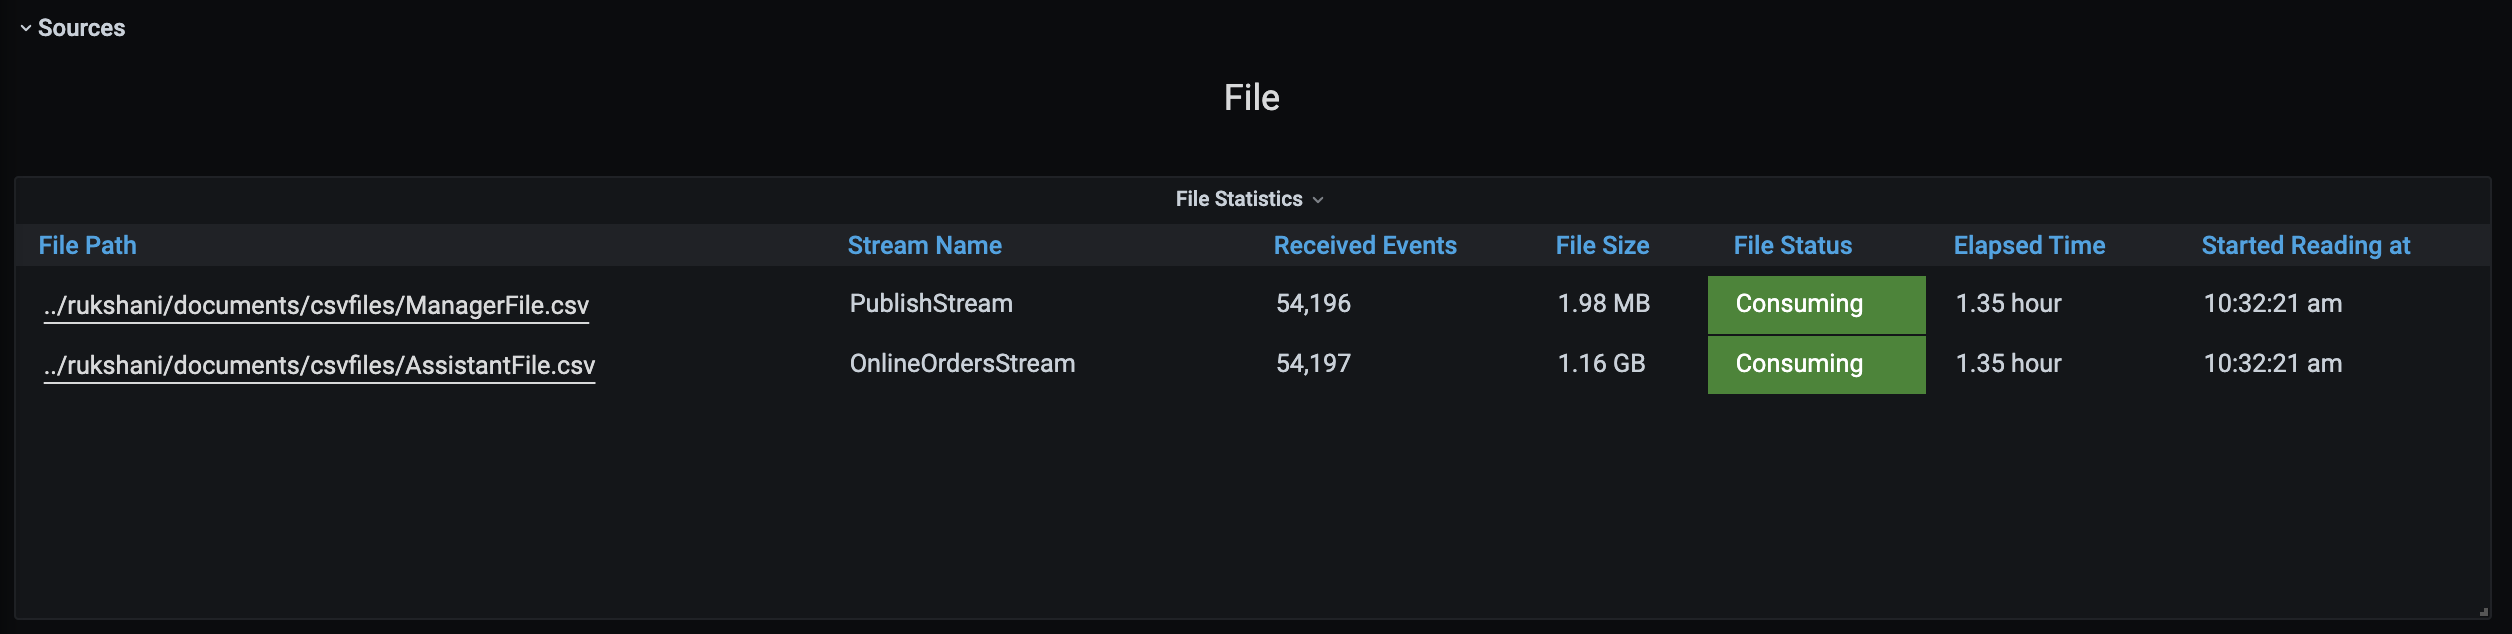 Sources
File
File Statistics
File Path Stream Name Received Events File Size File Status Elapsed Time Started Reading at
../rukshani/documents/csvfiles/ManagerFile.csv PublishStream 54,196 1.98 MB Consuming 1.35 hour 10:32:21 am
../rukshani/documents/csvfiles/AssistantFile.csv OnlineOrdersStream 54,197 1.16 GB Consuming 1.35 hour 10:32:21 am